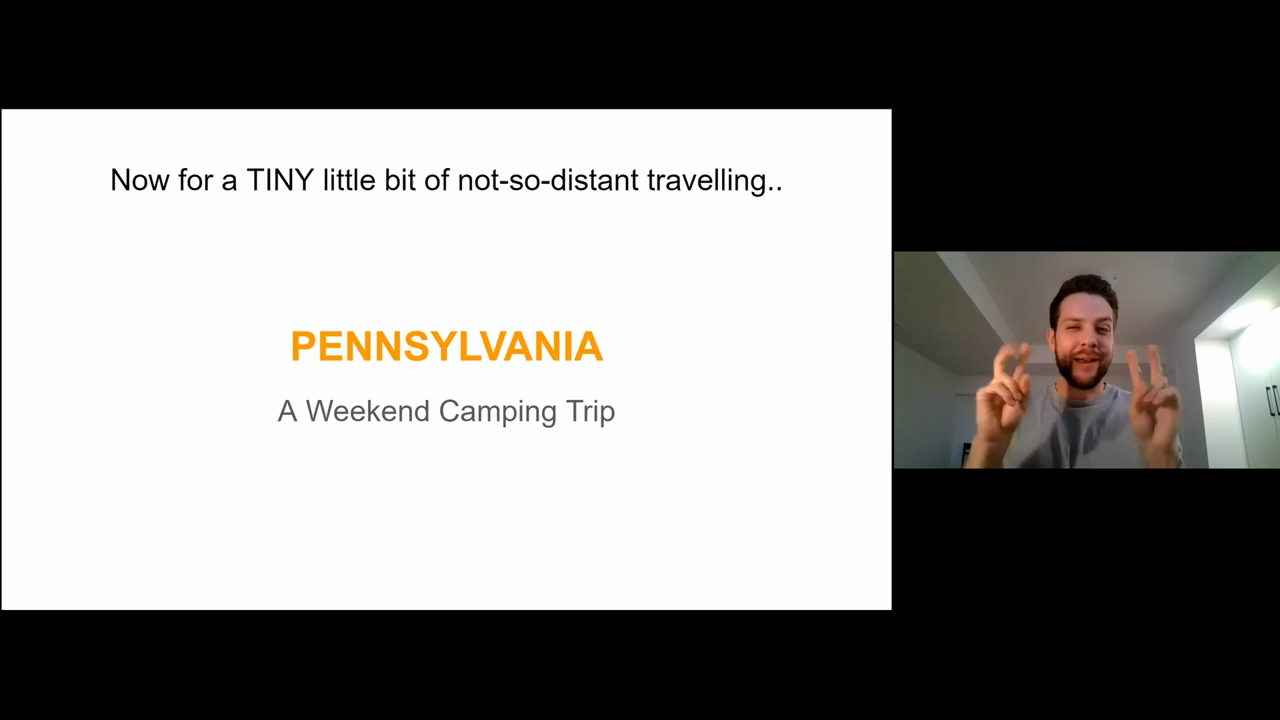 Now for a TINY little bit of not-so-distant travelling..
PENNSYLVANIA
A Weekend Camping Trip